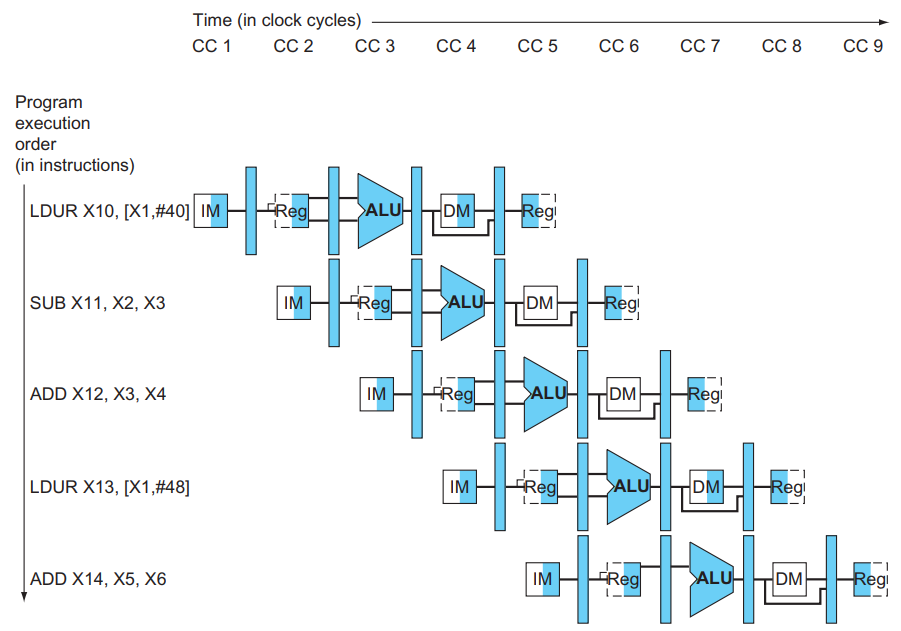 Time (in clock cycles)
CC 1 CC 2 CC 3 CC 4 CC 5 CC 6 CC 7 CC 8 CC 9
Program
execution
order
(in instructions)
LDUR X10, [X1,#40] IM Reg ALU DM Reg
SUB X11, X2, X3 IM Reg ALU DM Reg
ADD X12, X3, X4 IM Reg ALU DM Reg
LDUR X13, [X1,#48] IM Reg ALU DM Reg
ADD X14, X5, X6 IM Reg ALU DM Reg